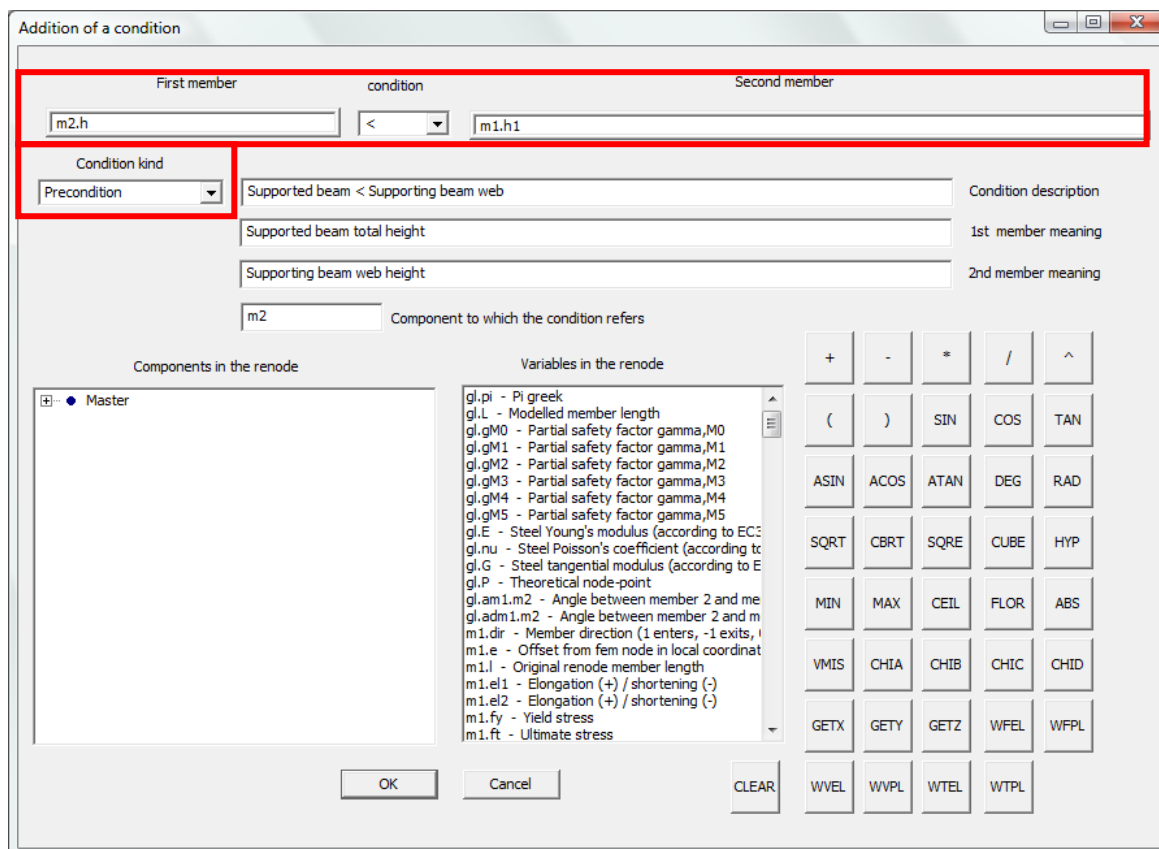 Addition of a condition
First member
condition
Second member
m2.h
<
m1.h1
Condition kind
Precondition
Supported beam < Supporting beam web
Condition description
Supported beam total height
1st member meaning
Supporting beam web height
2nd member meaning
m2
Component to which the condition refers
Components in the renode
Variables in the renode
Master
gl.pi - Pi greek
gl.L - Modelled member length
gl.gM0 - Partial safety factor gamma,M0
gl.gM1 - Partial safety factor gamma,M1
gl.gM2 - Partial safety factor gamma,M2
gl.gM3 - Partial safety factor gamma,M3
gl.gM4 - Partial safety factor gamma,M4
gl.gM5 - Partial safety factor gamma,M5
gl.E - Steel Young's modulus (according to EC3
gl.nu - Steel Poisson's coefficient (according to
gl.G - Steel tangential modulus (according to E
gl.P - Theoretical node-point
gl.am1.m2 - Angle between member 2 and me
gl.adm1.m2 - Angle between member 2 and m
m1.dir - Member direction (1 enters, -1 exits,
m1.e - Offset from fem node in local coordinat
m1.l - Original renode member length
m1.el1 - Elongation (+) / shortening (-)
m1.el2 - Elongation (+) / shortening (-)
m1.fy - Yield stress
m1.ft - Ultimate stress
+ - * / ^
( ) SIN COS TAN
ASIN ACOS ATAN DEG RAD
SQRT CBRT SQRE CUBE HYP
MIN MAX CEIL FLOR ABS
VMIS CHIA CHIB CHIC CHID
GETX GETY GETZ WFEL WFPL
OK
Cancel
CLEAR
WVEL WVPL WTEL WTPL